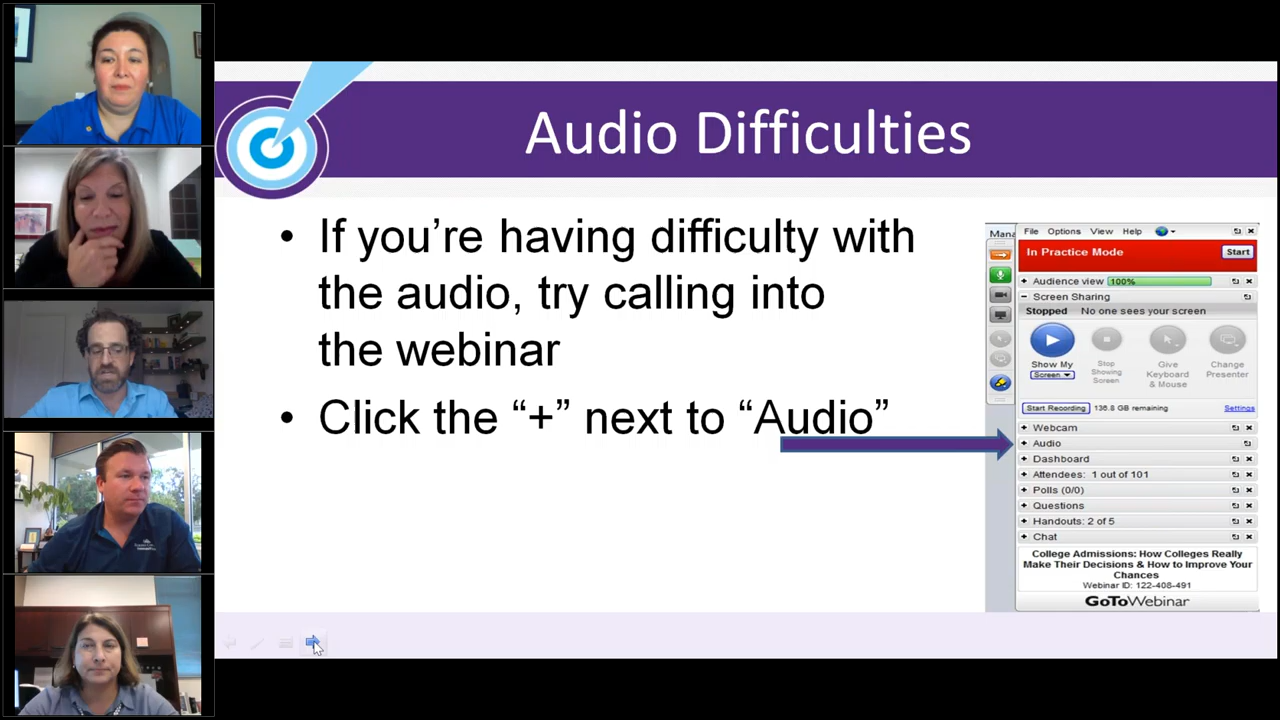 Audio Difficulties
• If you’re having difficulty with
the audio, try calling into
the webinar
• Click the “+” next to “Audio”
File Options View Help
In Practice Mode Start
Audience view 100%
Screen Sharing
Stopped No one sees your screen
Show My
Screen
Stop
Showing
Screen
Give
Keyboard
& Mouse
Change
Presenter
Start Recording 136.8 GB remaining Settings
Webcam
Audio
Dashboard
Attendees: 1 out of 101
Polls (0/0)
Questions
Handouts: 2 of 5
Chat
College Admissions: How Colleges Really
Make Their Decisions & How to Improve Your
Chances
Webinar ID: 122-408-491
GoToWebinar